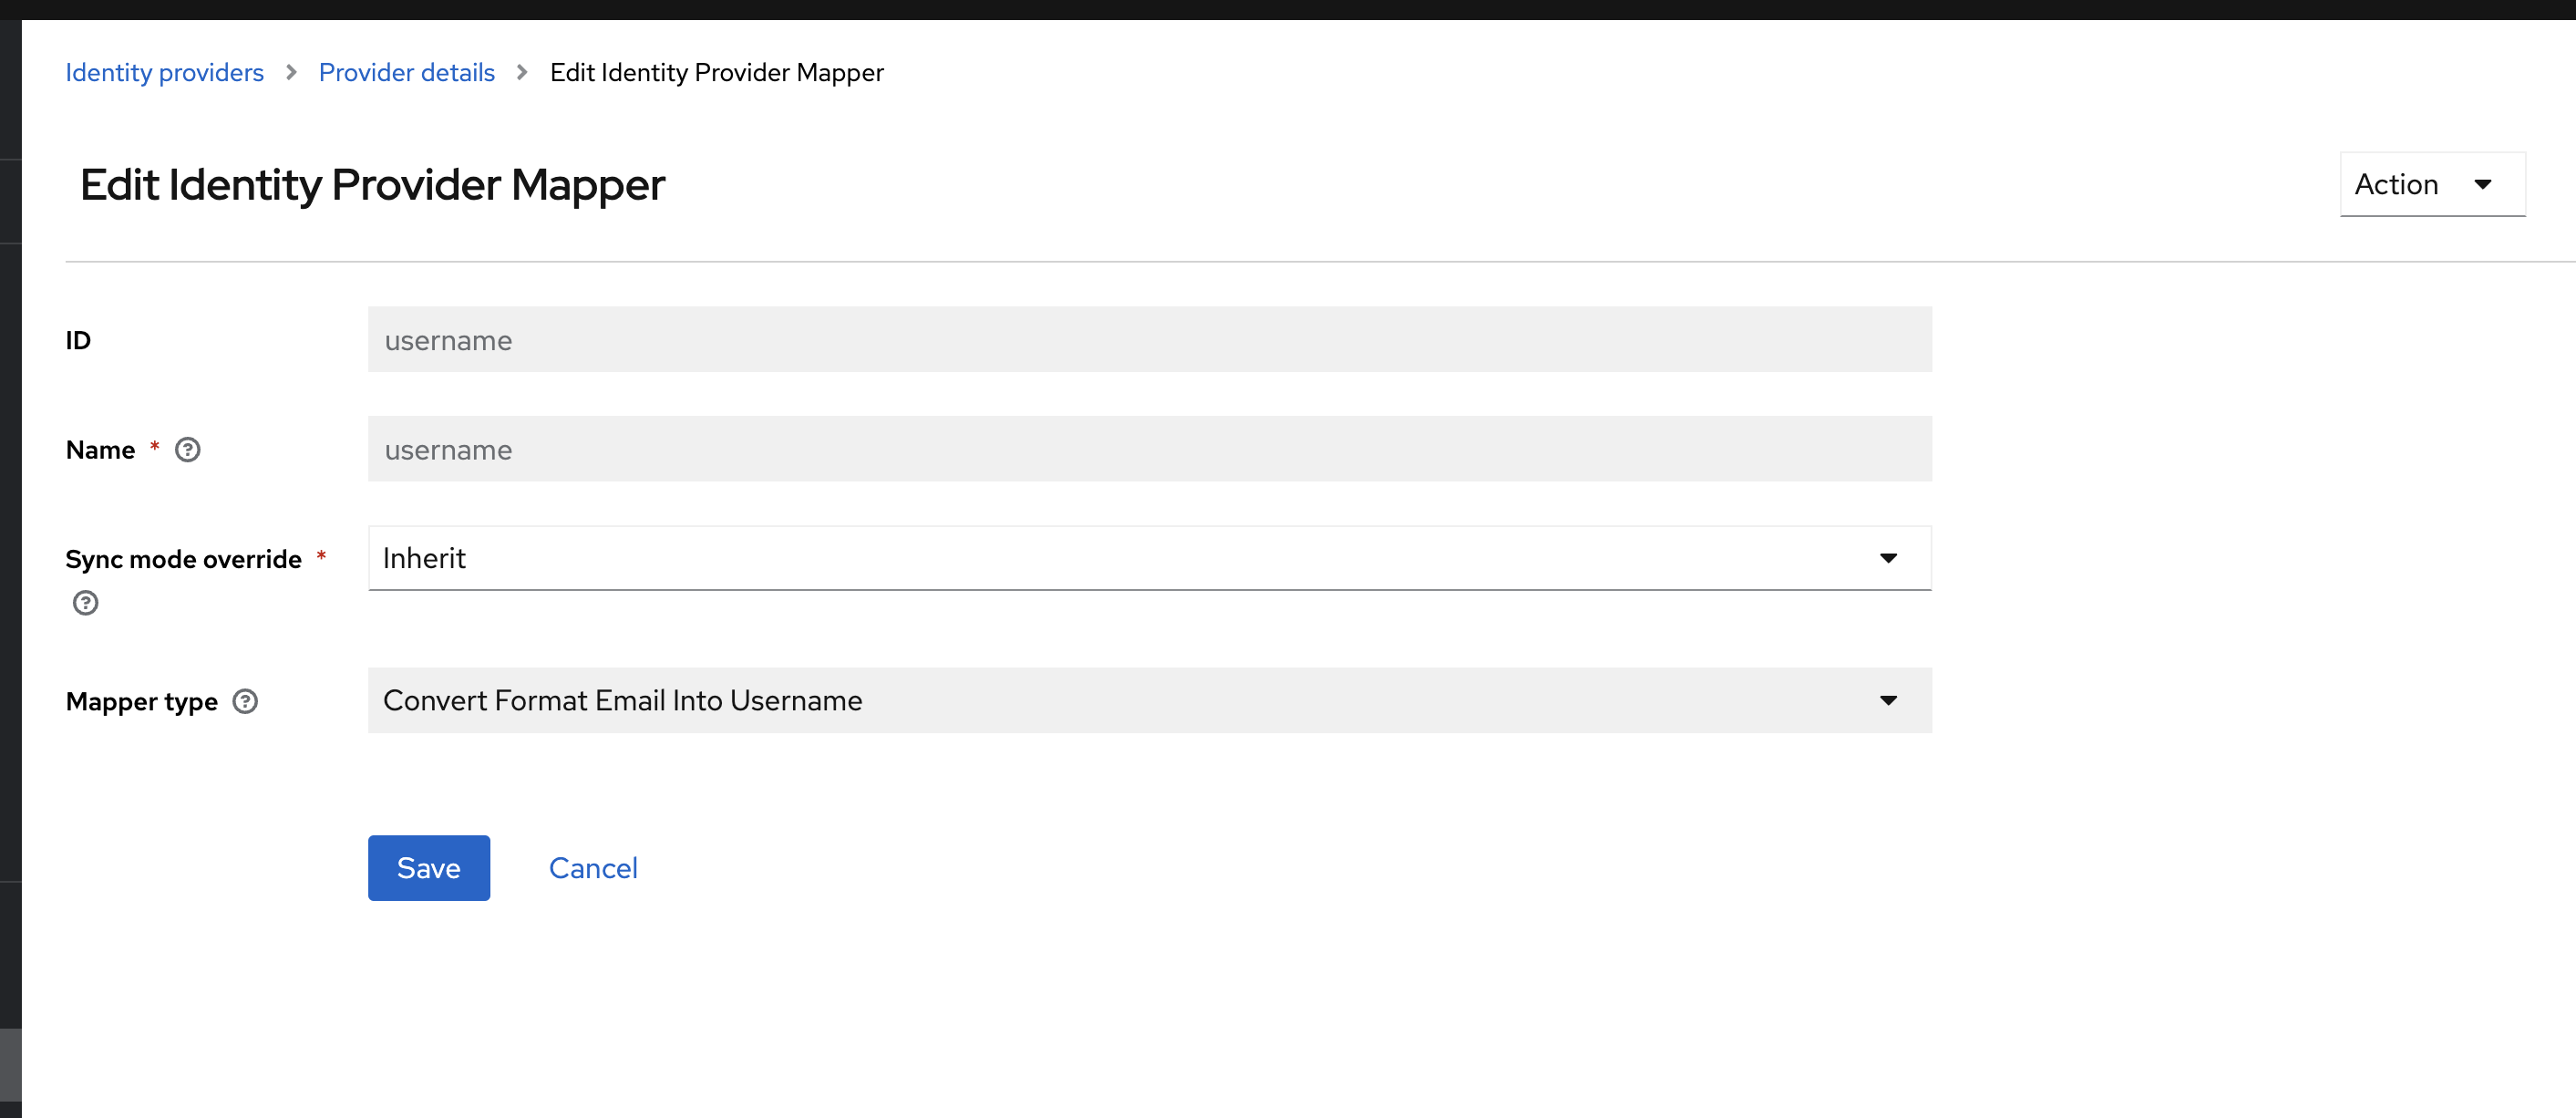 Identity providers > Provider details > Edit Identity Provider Mapper
Edit Identity Provider Mapper
Action
ID
username
Name *
username
Sync mode override *
Inherit
Mapper type
Convert Format Email Into Username
Save
Cancel